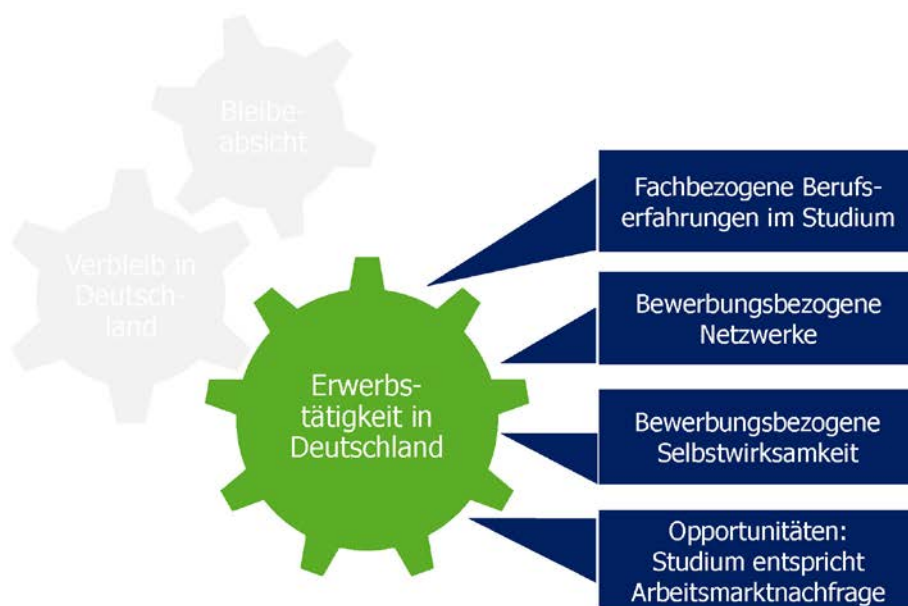 Bleibe-
absicht
Verbleib in
Deutsch-
land
Erwerbs-
tätigkeit in
Deutschland
Fachbezogene Berufs-
erfahrungen im Studium
Bewerbungsbezogene
Netzwerke
Bewerbungsbezogene
Selbstwirksamkeit
Opportunitäten:
Studium entspricht
Arbeitsmarktnachfrage